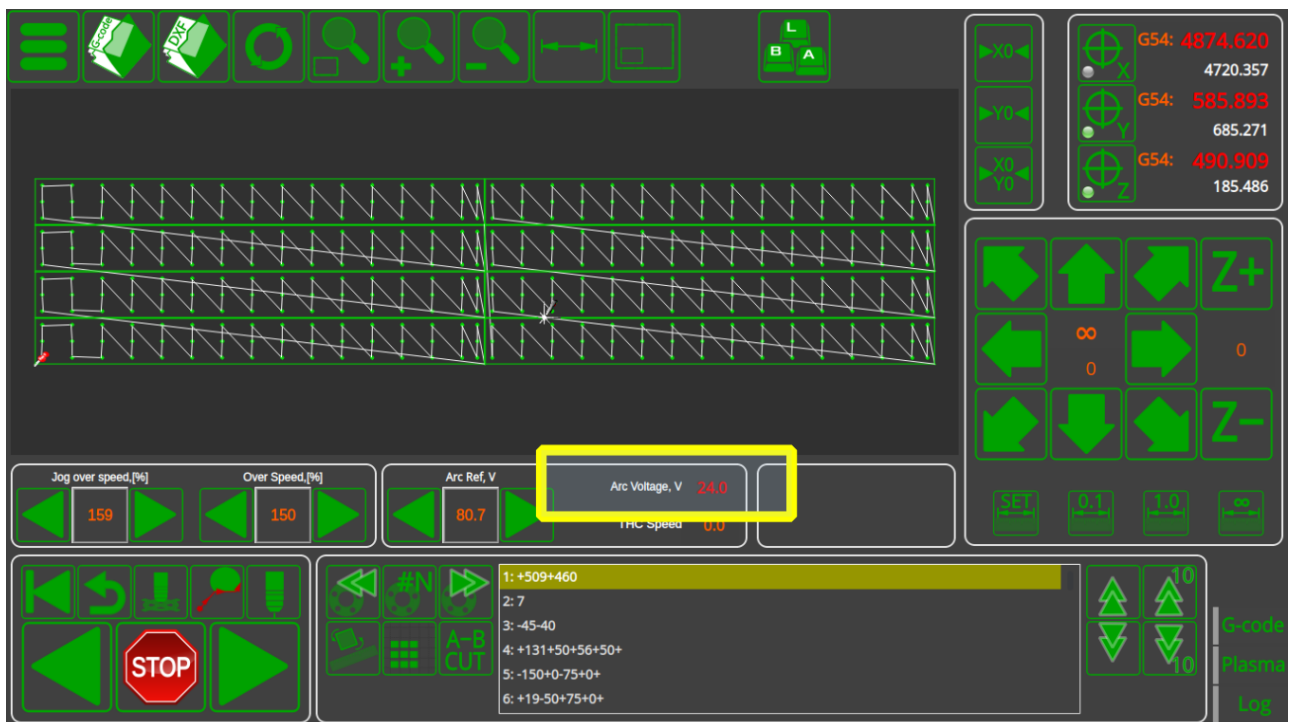 G-code
DXF
L
B A
X0
Y0
X0
Y0
X
Y
Z
G54: 4874.620
4720.357
G54: 585.893
685.271
G54: 490.909
185.486
Z+
∞
0
0
Z-
SET 0.1 1.0 ∞
Jog over speed,[%] Over Speed,[%] Arc Ref, V
159 150 80.7
Arc Voltage, V 24.0
THC Speed 0.0
#N
A-B
CUT
STOP
1: +509+460
2: 7
3: -45-40
4: +131+50+56+50+
5: -150+0-75+0+
6: +19-50+75+0+
10
10
G-code
Plasma
Log